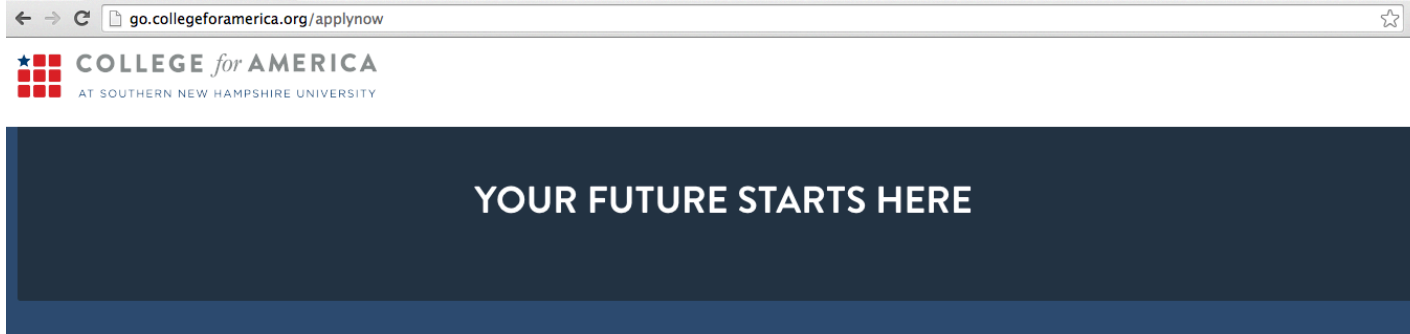 go.collegeforamerica.org/applynow
COLLEGE for AMERICA
AT SOUTHERN NEW HAMPSHIRE UNIVERSITY
YOUR FUTURE STARTS HERE